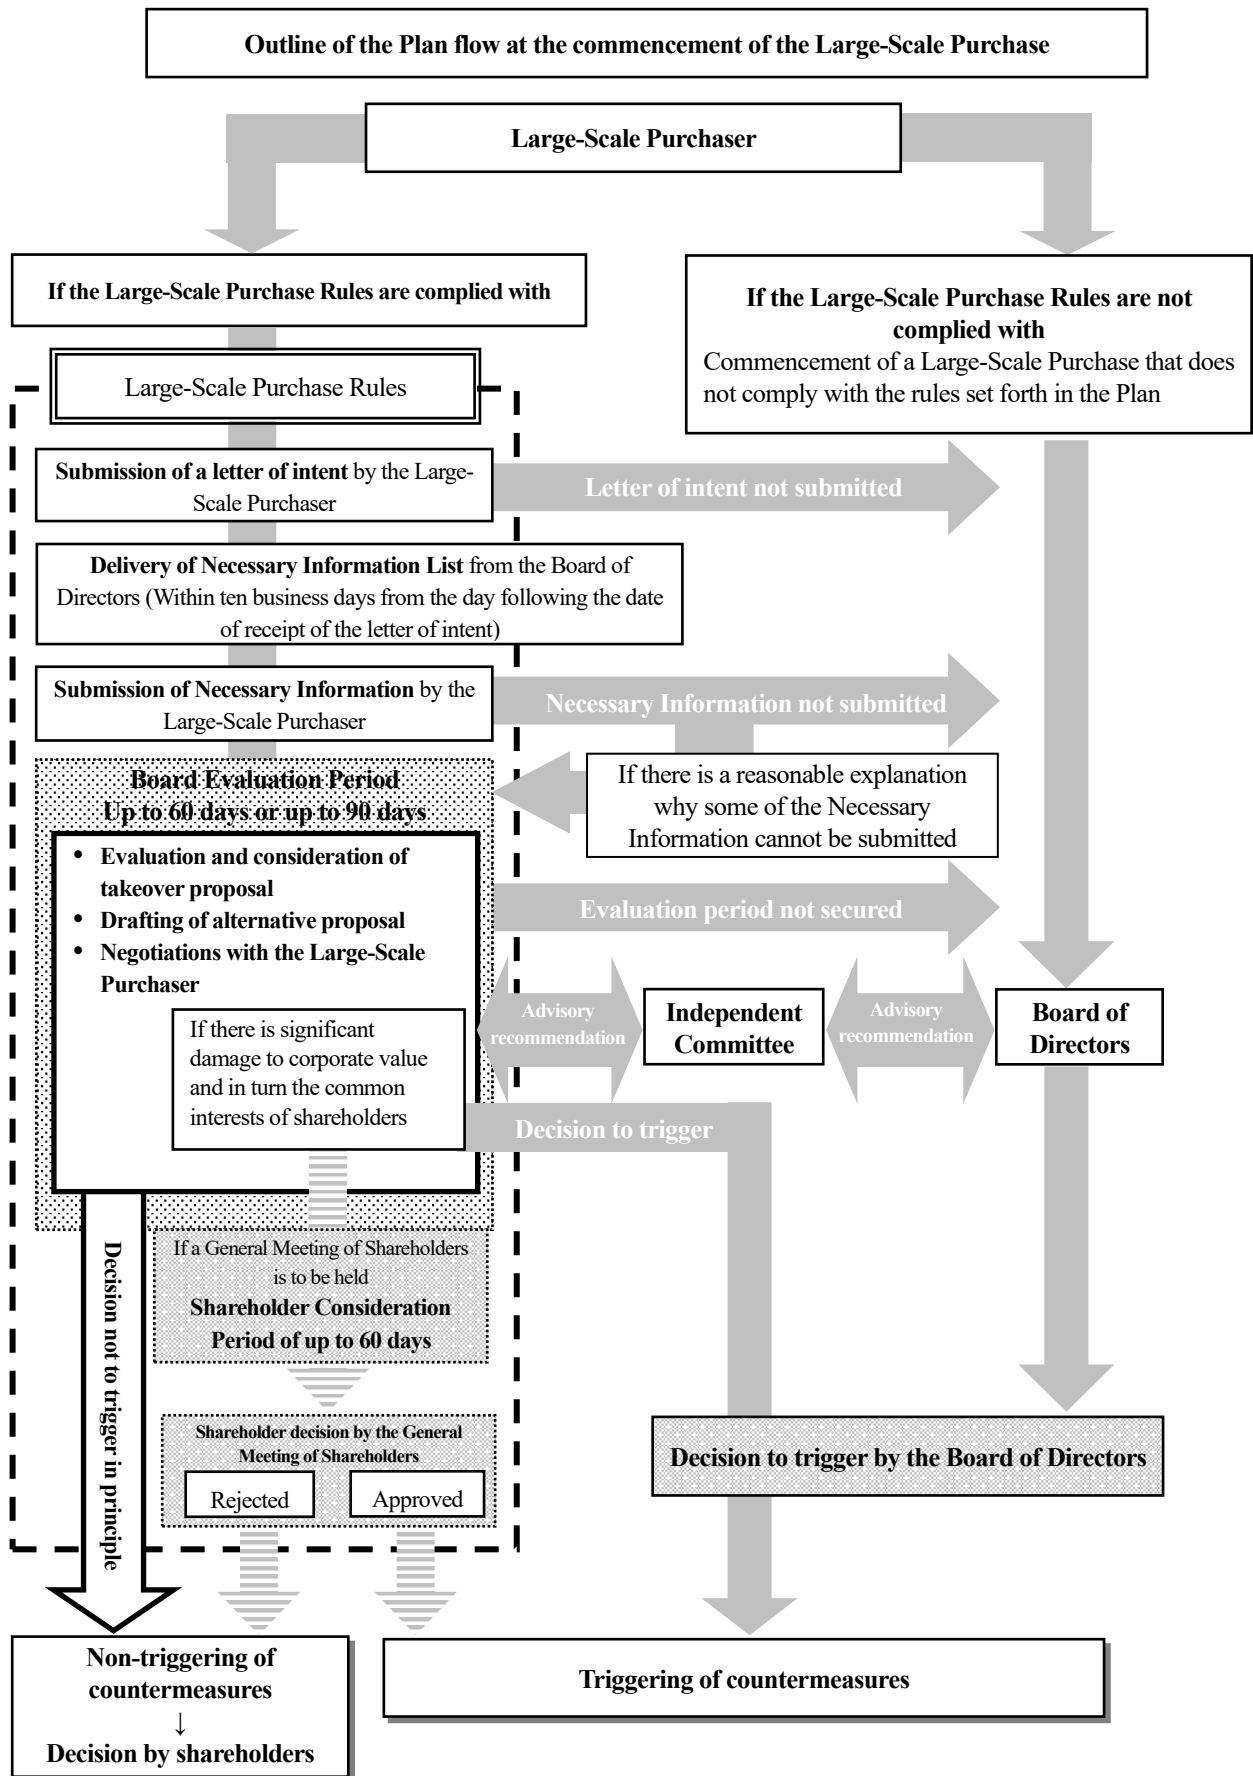 Outline of the Plan flow at the commencement of the Large-Scale Purchase
Large-Scale Purchaser
If the Large-Scale Purchase Rules are complied with
If the Large-Scale Purchase Rules are not
complied with
Commencement of a Large-Scale Purchase that does
not comply with the rules set forth in the Plan
Large-Scale Purchase Rules
Submission of a letter of intent by the Large-
Scale Purchaser
Letter of intent not submitted
Delivery of Necessary Information List from the Board of
Directors (Within ten business days from the day following the date
of receipt of the letter of intent)
Submission of Necessary Information by the
Large-Scale Purchaser
Necessary Information not submitted
Board Evaluation Period
Up to 60 days or up to 90 days
If there is a reasonable explanation
why some of the Necessary
Information cannot be submitted
• Evaluation and consideration of
takeover proposal
• Drafting of alternative proposal
• Negotiations with the Large-Scale
Purchaser
Evaluation period not secured
If there is significant
damage to corporate value
and in turn the common
interests of shareholders
Advisory
recommendation
Independent
Committee
Advisory
recommendation
Board of
Directors
Decision to trigger
Decision not to trigger in principle
If a General Meeting of Shareholders
is to be held
Shareholder Consideration
Period of up to 60 days
Shareholder decision by the General
Meeting of Shareholders
Rejected
Approved
Decision to trigger by the Board of Directors
Non-triggering of
countermeasures
↓
Decision by shareholders
Triggering of countermeasures